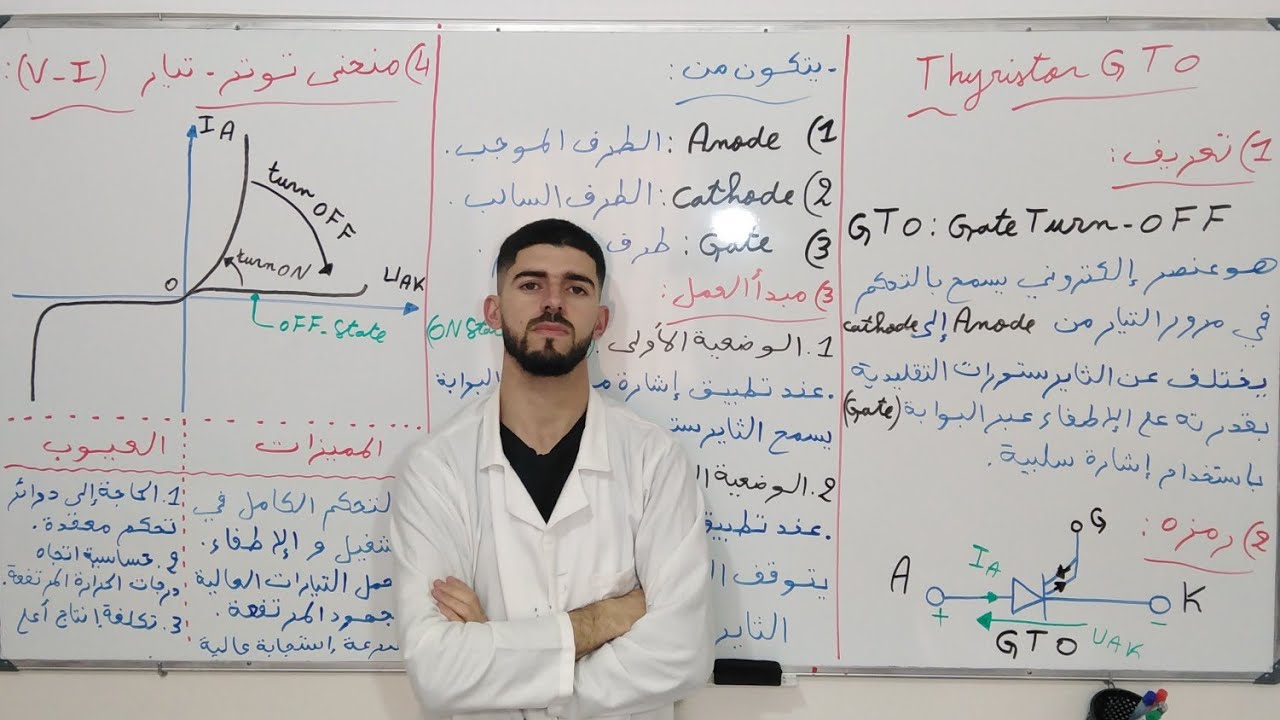 Thyristor GTO
1) تعريف:
GTO: Gate Turn-OFF
هو عنصر إلكتروني يسمح بالتحكم
في مرور التيار من Anode إلى cathode
يختلف عن الثايرستورات التقليدية
بقدرته على الإطفاء عبر البوابة (Gate)
باستخدام إشارة سلبية.
2) رمزه:
G
A
IA
K
+
-
GTO
UAK
- يتكون من:
1) Anode: الطرف الموجب.
2) Cathode: الطرف السالب.
3) Gate: طرف
3) مبدأ العمل:
1. الوضعية الأولى (ON
عند تطبيق إشارة البوابة
يسمح الثايرست
2. الوضعية
عند تطبيق
يتوقف
الثاير
4) منحنى توتر - تيار (V-I):
IA
turn OFF
turn ON
O
UAK
OFF-State
المميزات
التحكم الكامل في
و الإطفاء.
التيارات العالية
المرتفعة.
استجابة عالية
العيوب
1. الحاجة إلى دوائر
تحكم معقدة.
2. حساسية اتجاه
درجات الحرارة المرتفعة.
3. تكلفة إنتاج أعلى